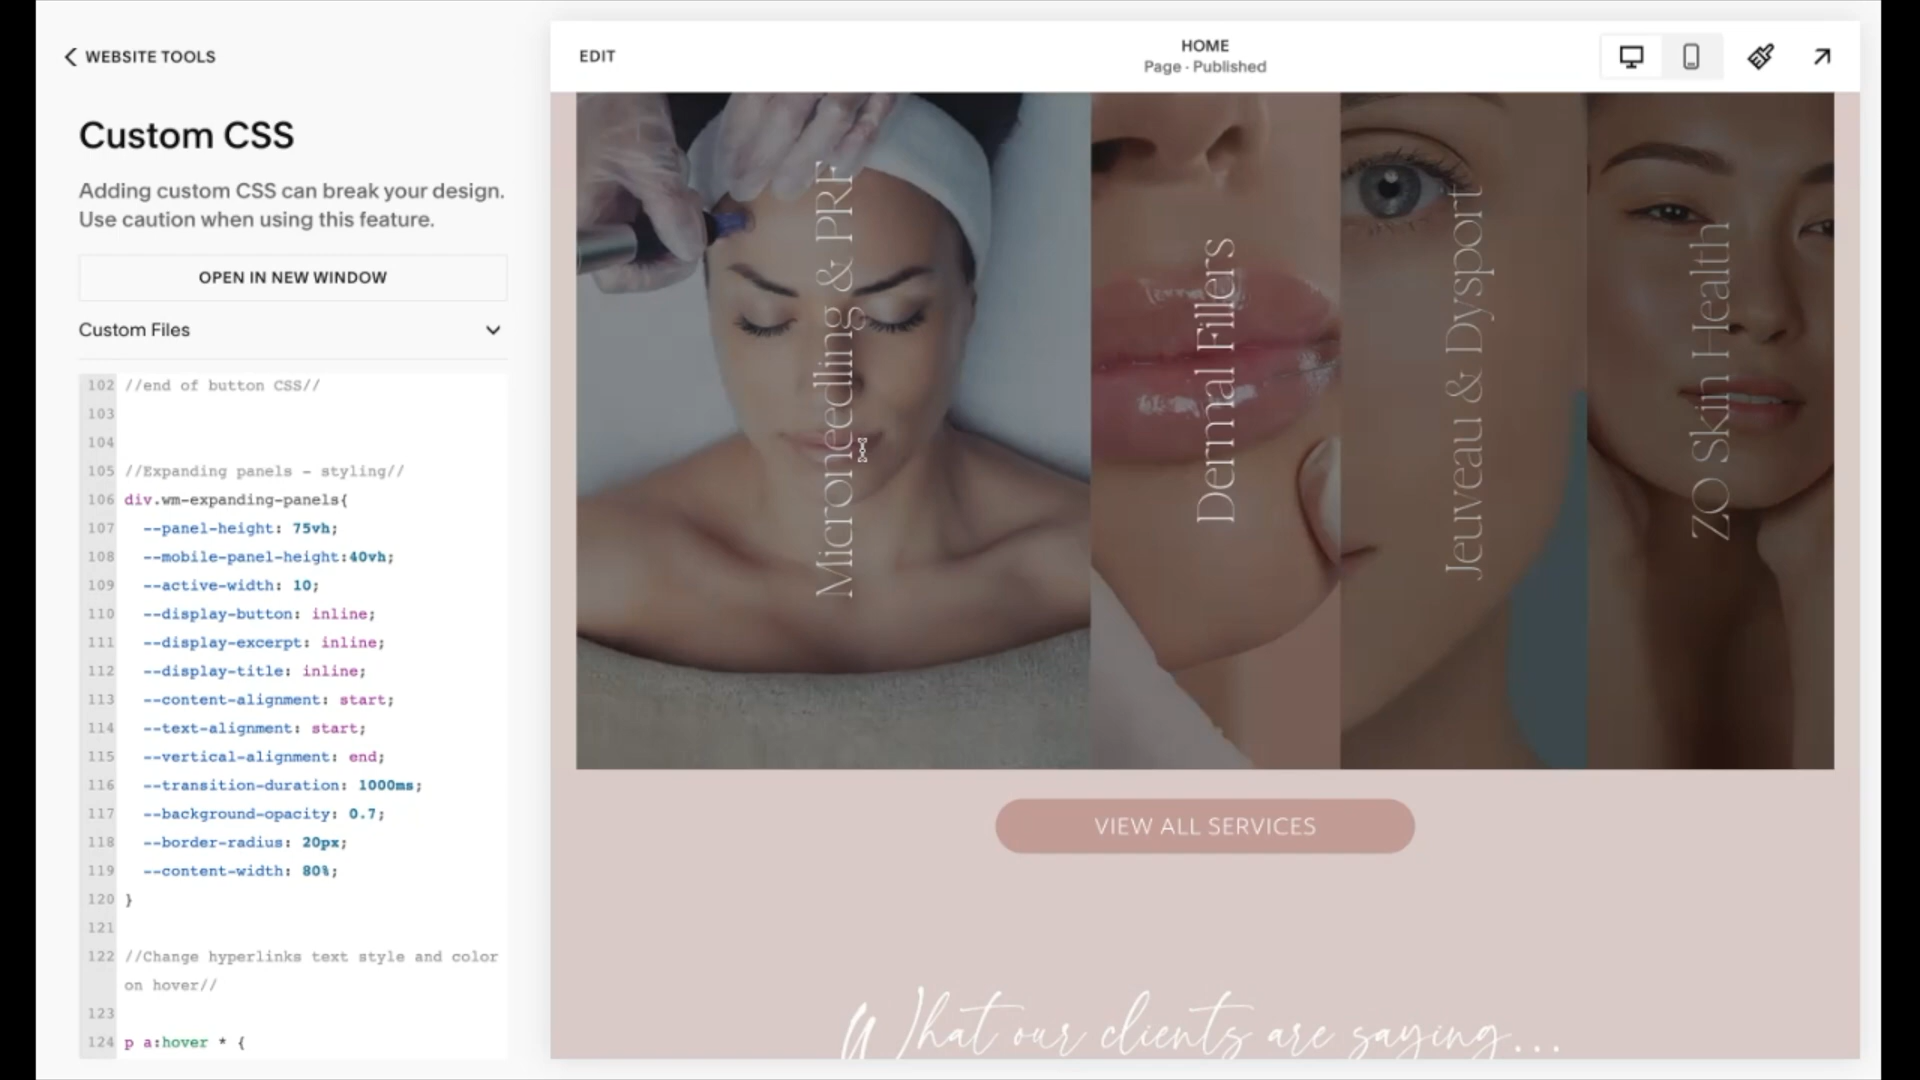 WEBSITE TOOLS
Custom CSS
Adding custom CSS can break your design.
Use caution when using this feature.
OPEN IN NEW WINDOW
Custom Files
102 //end of button CSS//
103
104
105 //Expanding panels - styling//
106 div.wm-expanding-panels{
107 --panel-height: 75vh;
108 --mobile-panel-height:40vh;
109 --active-width: 10;
110 --display-button: inline;
111 --display-excerpt: inline;
112 --display-title: inline;
113 --content-alignment: start;
114 --text-alignment: start;
115 --vertical-alignment: end;
116 --transition-duration: 1000ms;
117 --background-opacity: 0.7;
118 --border-radius: 20px;
119 --content-width: 80%;
120 }
121
122 //Change hyperlinks text style and color
on hover//
123
124 p a:hover * {
EDIT
HOME
Page · Published
Microneedling & PRF
Dermal Fillers
Jeuveau & Dysport
ZO Skin Health
VIEW ALL SERVICES
What our clients are saying...